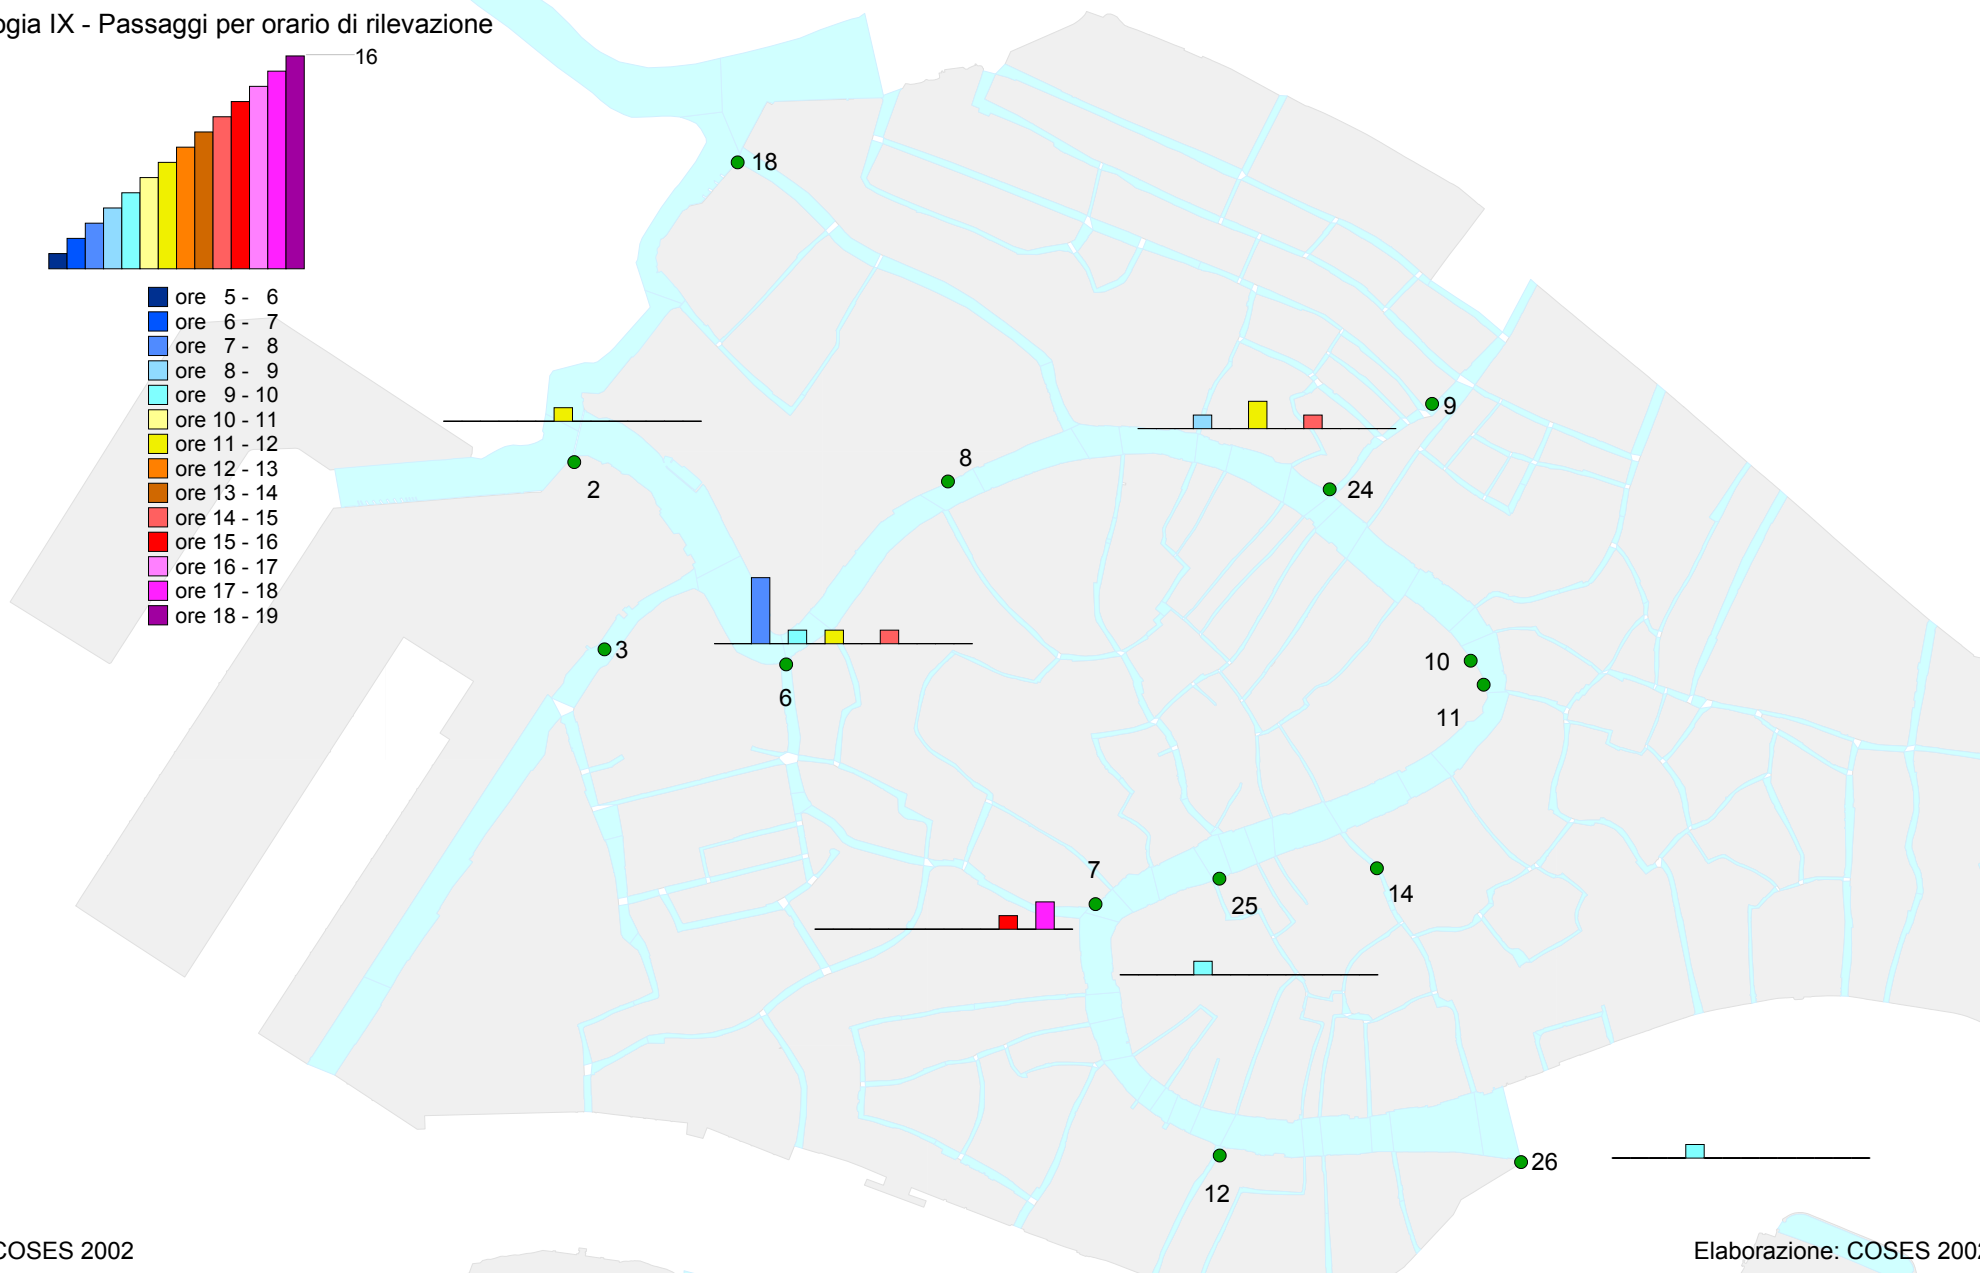 ogia IX - Passaggi per orario di rilevazione
16
ore 5 - 6
ore 6 - 7
ore 7 - 8
ore 8 - 9
ore 9 - 10
ore 10 - 11
ore 11 - 12
ore 12 - 13
ore 13 - 14
ore 14 - 15
ore 15 - 16
ore 16 - 17
ore 17 - 18
ore 18 - 19
18
9
8
2
24
3
10
6
11
7
14
25
26
12
COSES 2002
Elaborazione: COSES 2002